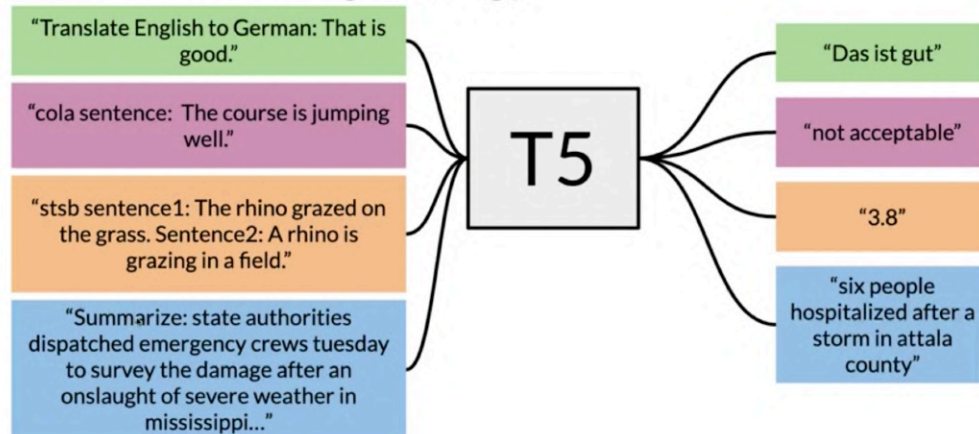 “Translate English to German: That is
good.”
“cola sentence:  The course is jumping
well.”
“stsb sentence1: The rhino grazed on
the grass. Sentence2: A rhino is
grazing in a field.”
“Summarize: state authorities
dispatched emergency crews tuesday
to survey the damage after an
onslaught of severe weather in
mississippi...”
T5
“Das ist gut”
“not acceptable”
“3.8”
“six people
hospitalized after a
storm in attala
county”